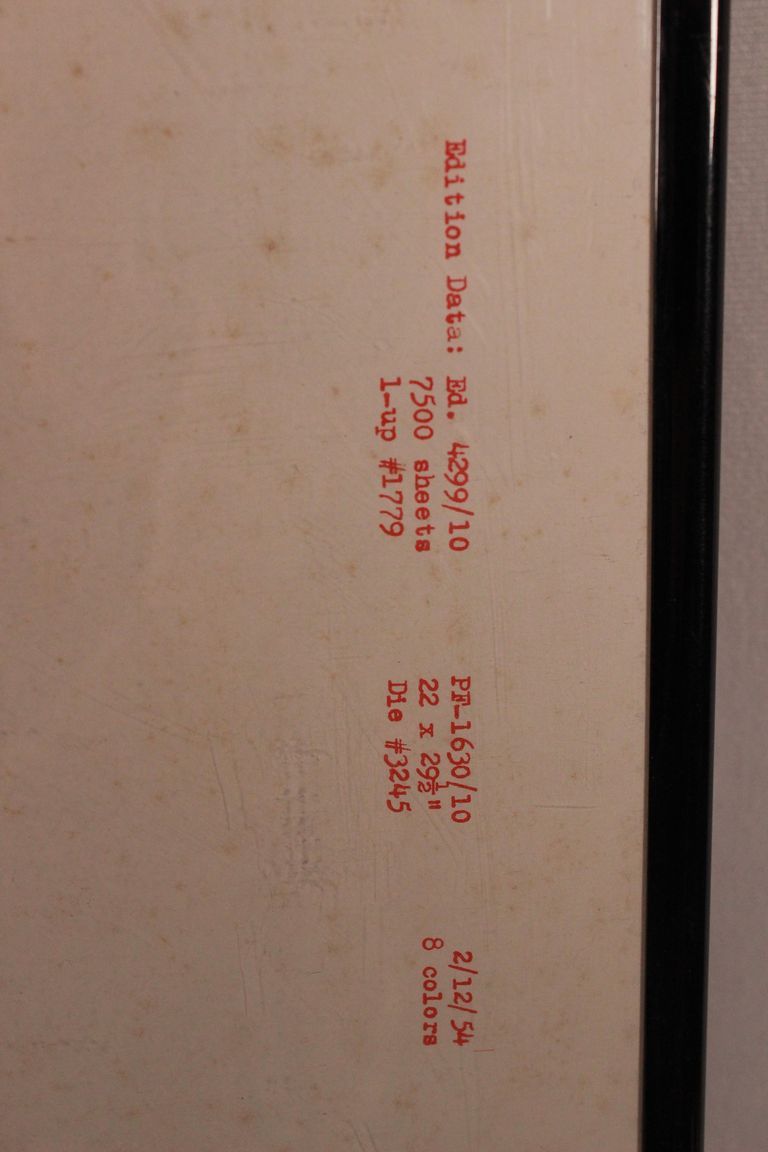 Edition Data: Ed. 4299/10 PF-1630/10 2/12/54
7500 sheets 22 x 29½" 8 colors
1-up #1779 Die #3245